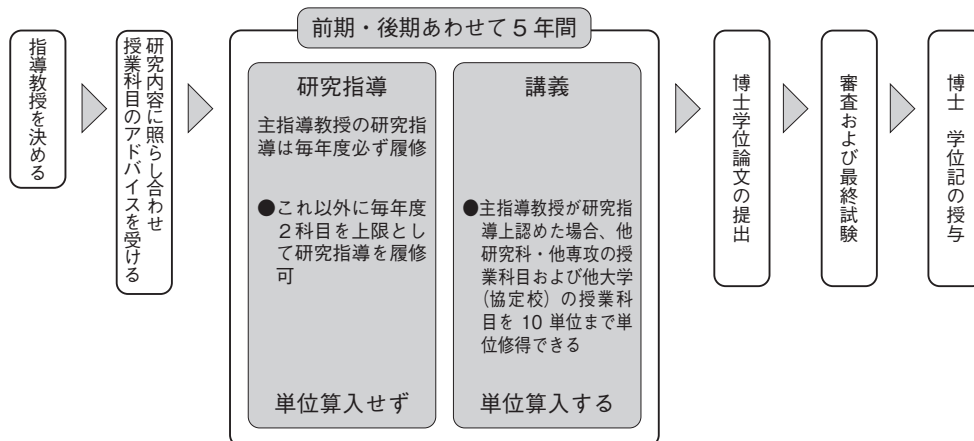 指導教授を決める
研究内容に照らし合わせ
授業科目のアドバイスを受ける
前期・後期あわせて5年間
研究指導
主指導教授の研究指
導は毎年度必ず履修
●これ以外に毎年度
2科目を上限とし
て研究指導を履修
可
単位算入せず
講義
●主指導教授が研究指
導上認めた場合、他
研究科・他専攻の授
業科目および他大学
(協定校)の授業科
目を 10 単位まで単
位修得できる
単位算入する
博士学位論文の提出
審査および最終試験
博士 学位記の授与